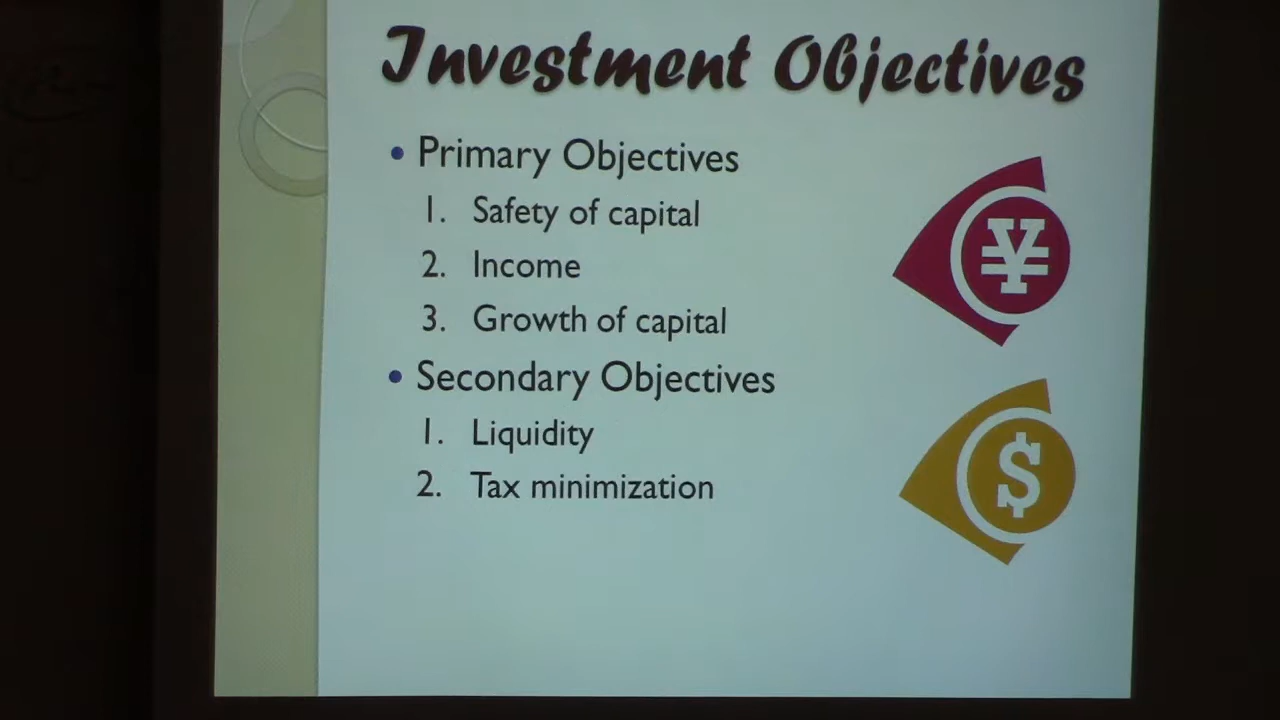 Investment Objectives
• Primary Objectives
1. Safety of capital
2. Income
3. Growth of capital
• Secondary Objectives
1. Liquidity
2. Tax minimization
¥
$